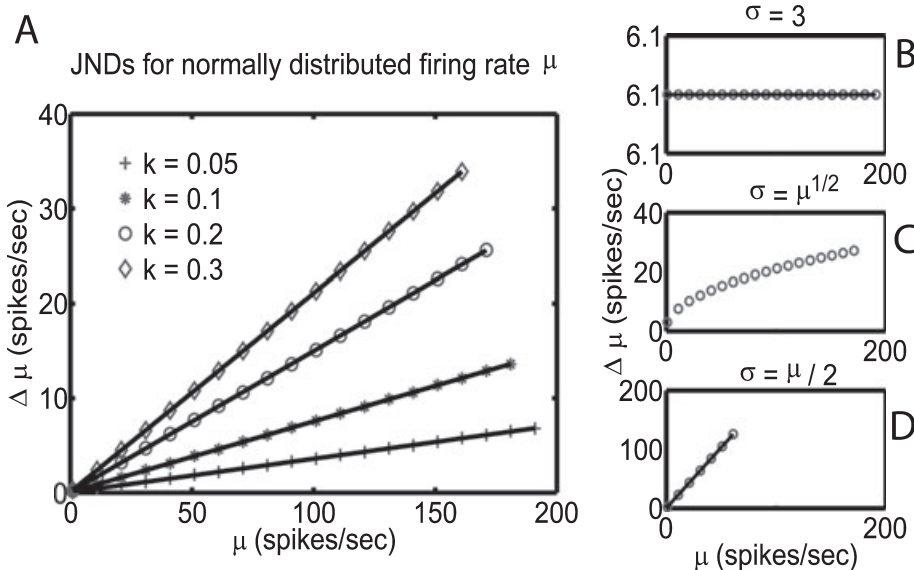 A
JNDs for normally distributed firing rate μ
40
30
20
10
0
Δ μ (spikes/sec)
k = 0.05
k = 0.1
k = 0.2
k = 0.3
0 50 100 150 200
μ (spikes/sec)
σ = 3
B
6.1
6.1
6.1
0 200
σ = μ^1/2
C
40
20
0
Δ μ (spikes/sec)
0 200
σ = μ / 2
D
200
100
0
0 200
μ (spikes/sec)